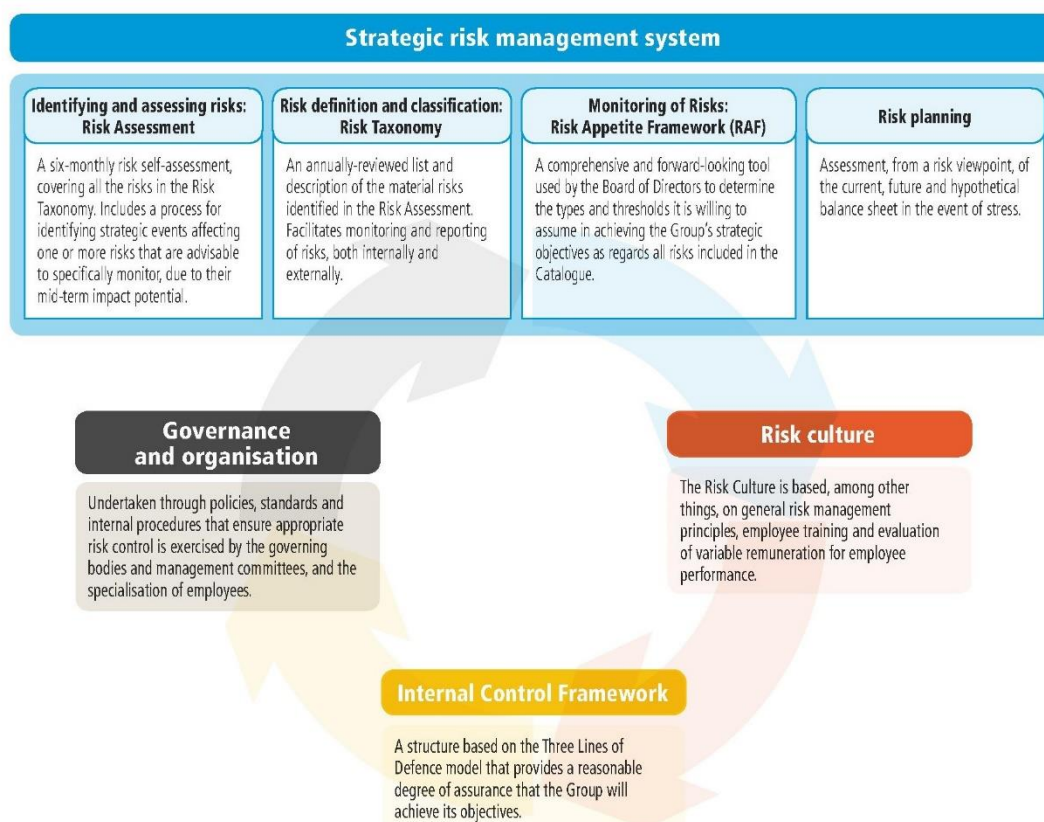 Strategic risk management system
Identifying and assessing risks:
Risk Assessment
A six-monthly risk self-assessment,
covering all the risks in the Risk
Taxonomy. Includes a process for
identifying strategic events affecting
one or more risks that are advisable
to specifically monitor, due to their
mid-term impact potential.
Risk definition and classification:
Risk Taxonomy
An annually-reviewed list and
description of the material risks
identified in the Risk Assessment.
Facilitates monitoring and reporting
of risks, both internally and
externally.
Monitoring of Risks:
Risk Appetite Framework (RAF)
A comprehensive and forward-looking tool
used by the Board of Directors to determine
the types and thresholds it is willing to
assume in achieving the Group's strategic
objectives as regards all risks included in the
Catalogue.
Risk planning
Assessment, from a risk viewpoint, of
the current, future and hypothetical
balance sheet in the event of stress.
Governance
and organisation
Undertaken through policies, standards and
internal procedures that ensure appropriate
risk control is exercised by the governing
bodies and management committees, and the
specialisation of employees.
Risk culture
The Risk Culture is based, among other
things, on general risk management
principles, employee training and evaluation
of variable remuneration for employee
performance.
Internal Control Framework
A structure based on the Three Lines of
Defence model that provides a reasonable
degree of assurance that the Group will
achieve its objectives.